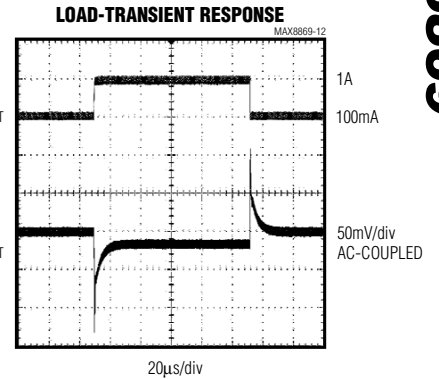 LOAD-TRANSIENT RESPONSE
MAX8869-12
1A
100mA
50mV/div
AC-COUPLED
20µs/div